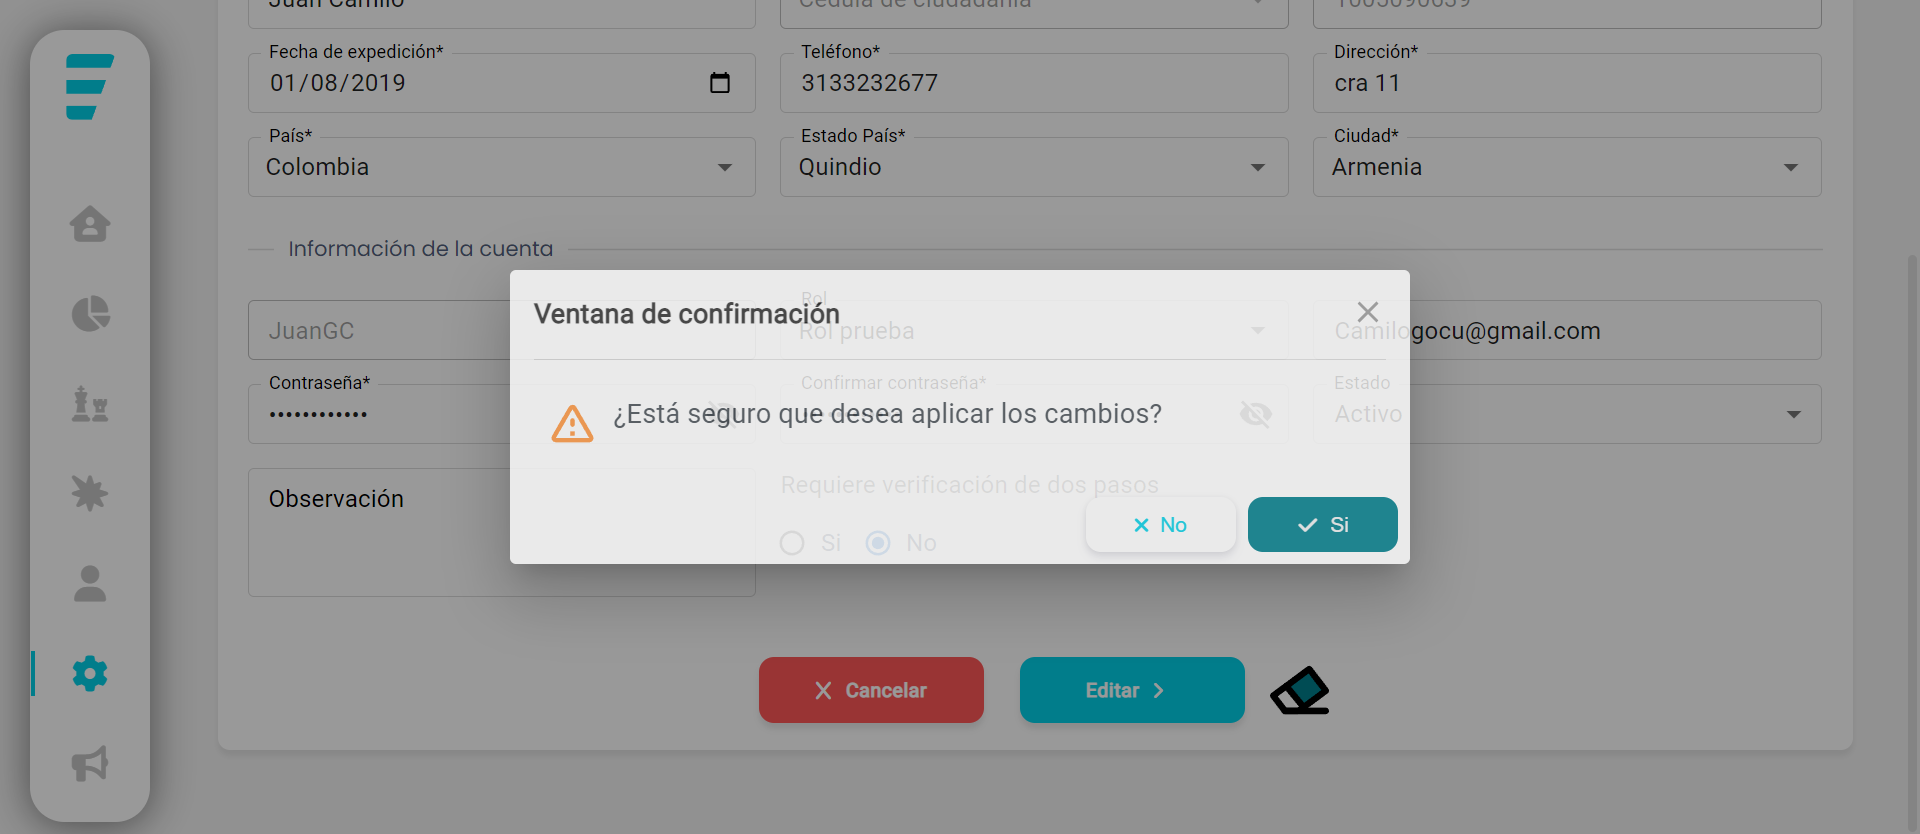 Juan Camilo Cédula de ciudadanía
Fecha de expedición* Teléfono* Dirección*
01/08/2019 3133232677 cra 11
País* Estado País* Ciudad*
Colombia Quindio Armenia
Información de la cuenta
Rol
Ventana de confirmación
JuanGC Rol prueba Camilogocu@gmail.com
Contraseña* Confirmar contraseña* Estado
¿Está seguro que desea aplicar los cambios? Activo
Observación Requiere verificación de dos pasos
No Si
Si No
Cancelar Editar